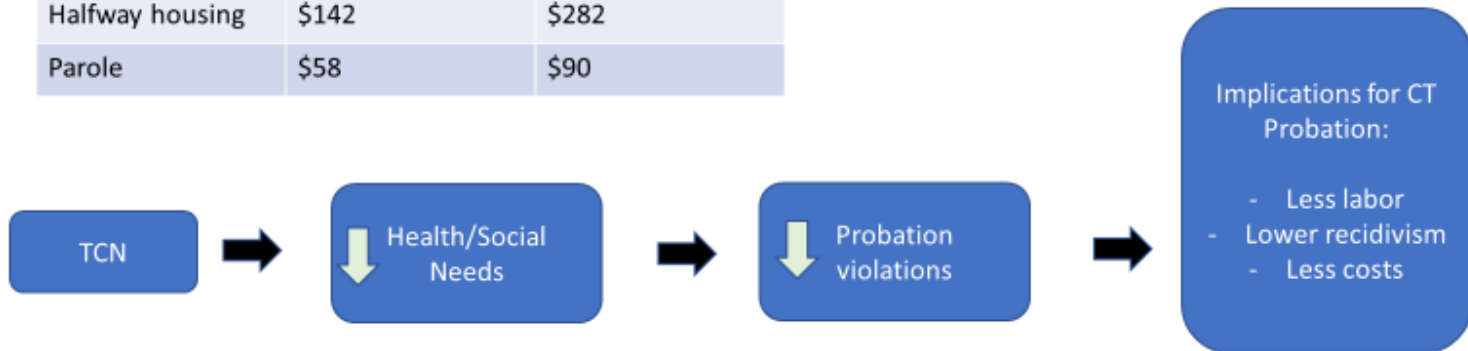 Halfway housing $142 $282
Parole $58 $90
TCN
Health/Social
Needs
Probation
violations
Implications for CT
Probation:
- Less labor
- Lower recidivism
- Less costs